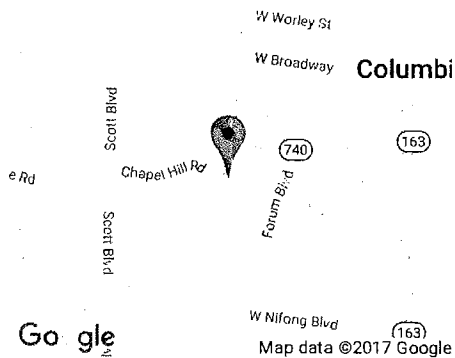 W Worley St
W Broadway
Columbi
Scott Blvd
740
163
e Rd
Chapel Hill Rd
Forum Blvd
Scott Blvd
W Nifong Blvd
163
Go gle
Map data ©2017 Google